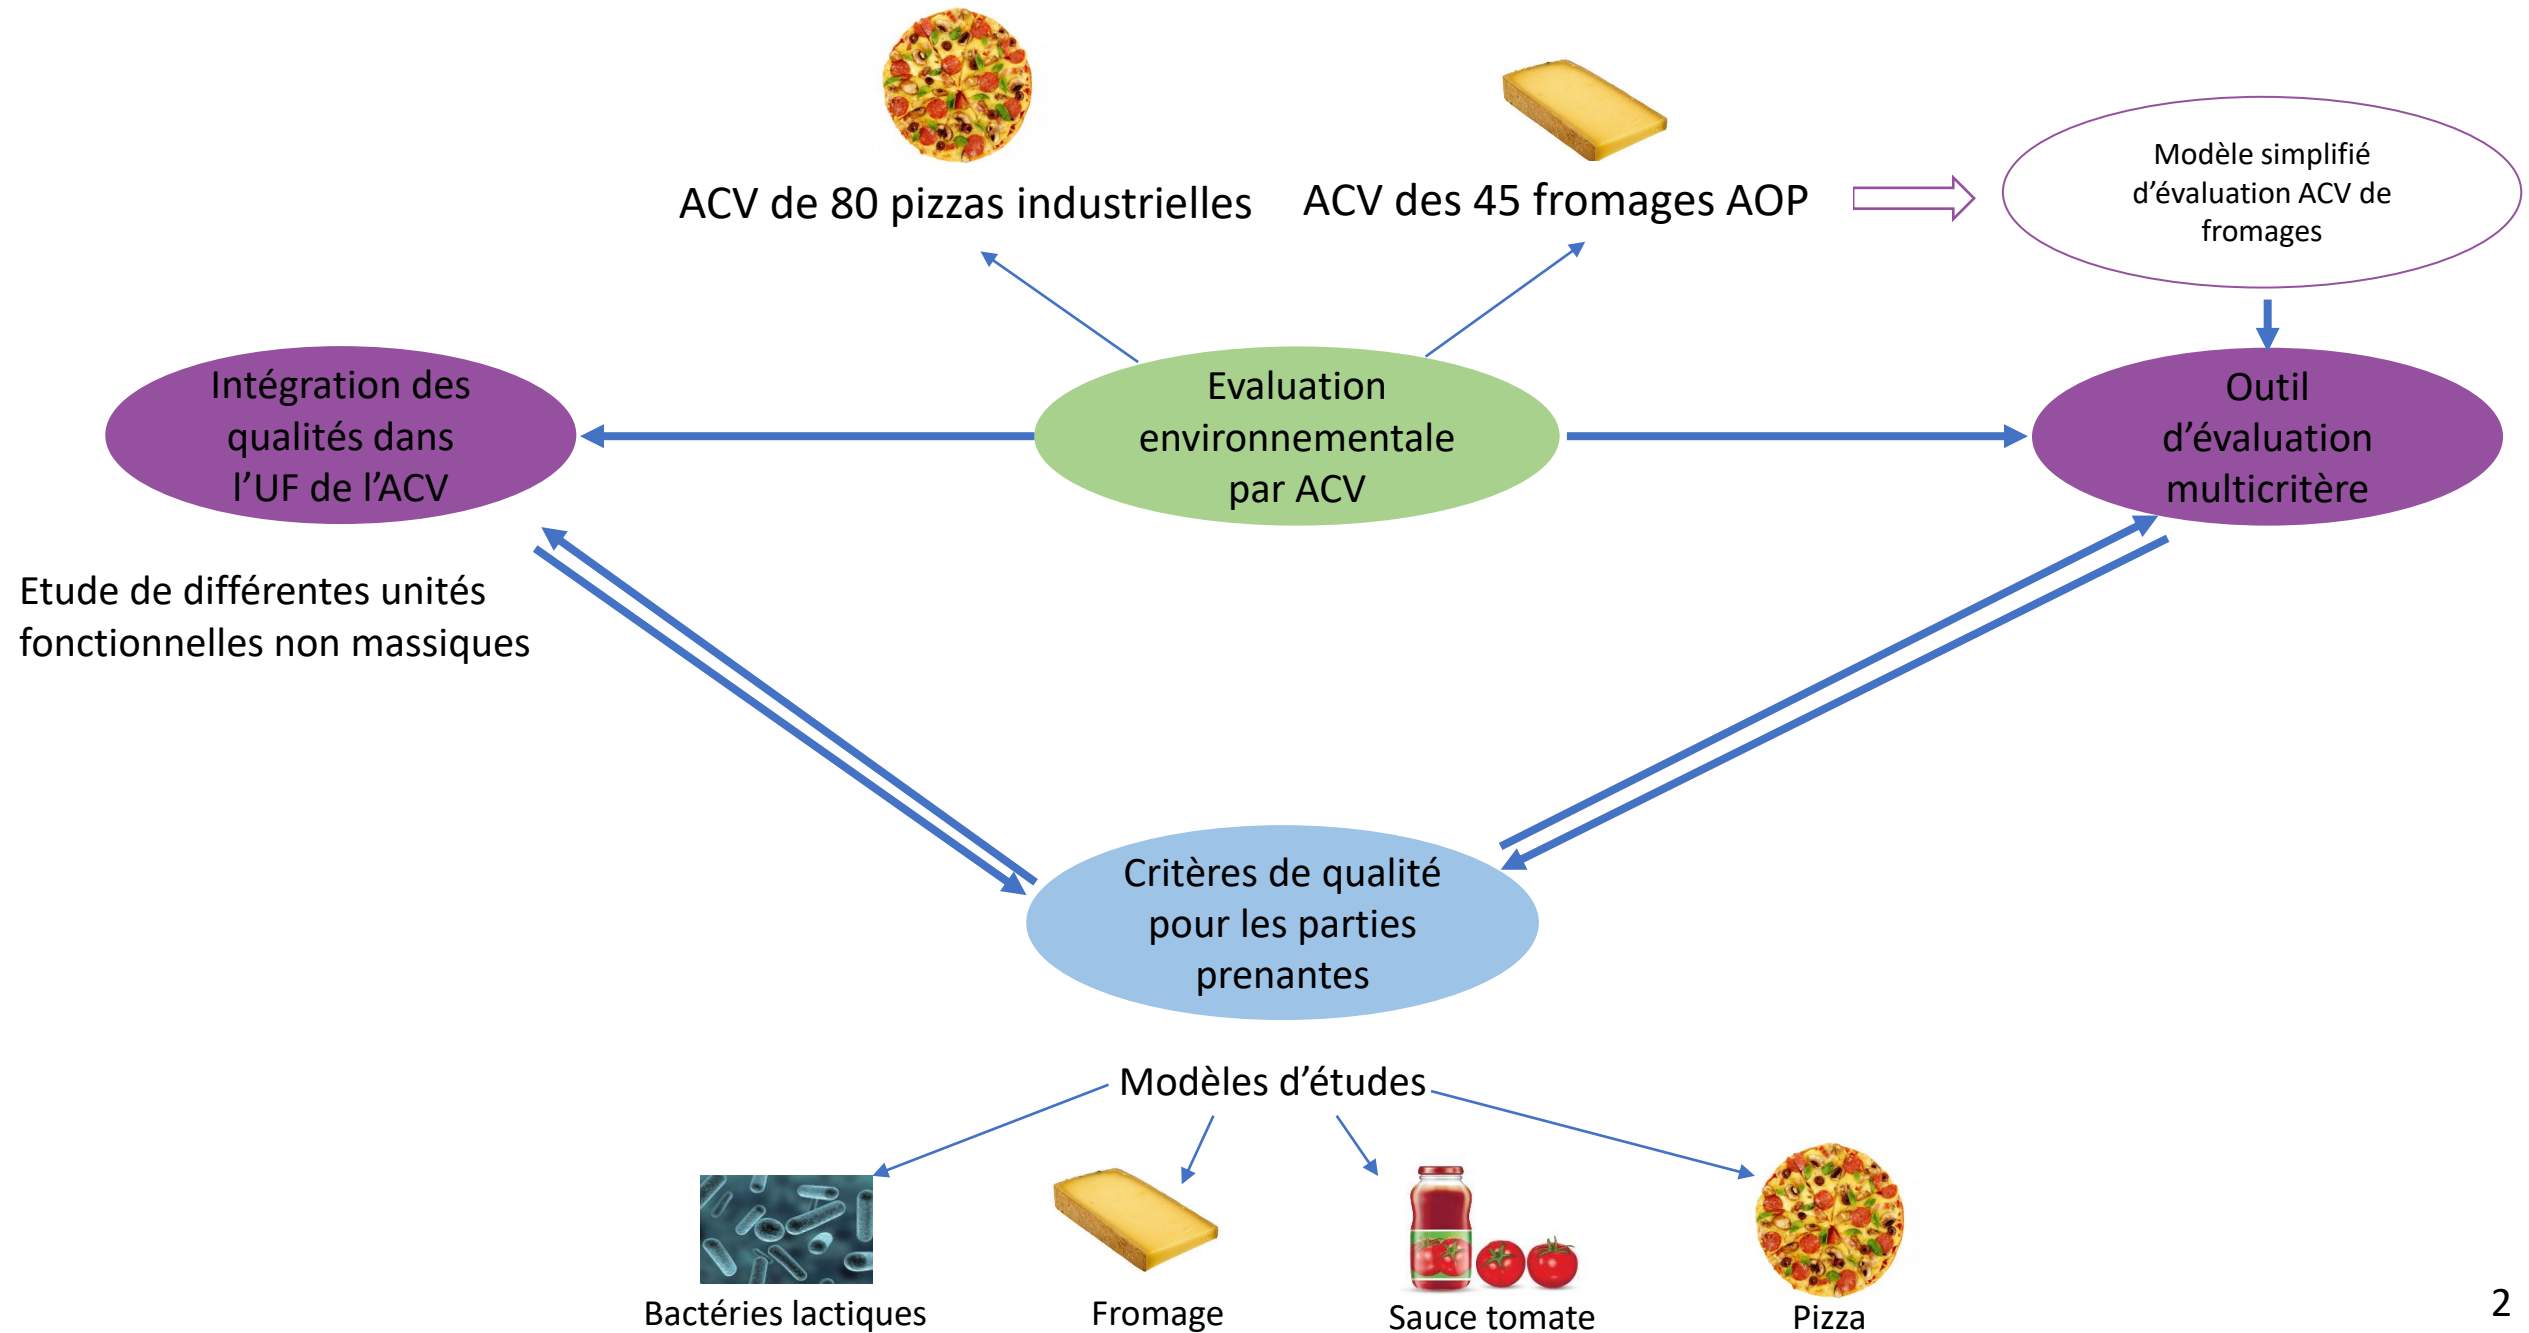 ACV de 80 pizzas industrielles
ACV des 45 fromages AOP
Modèle simplifié
d’évaluation ACV de
fromages
Intégration des
qualités dans
l’UF de l’ACV
Evaluation
environnementale
par ACV
Outil
d’évaluation
multicritère
Etude de différentes unités
fonctionnelles non massiques
Critères de qualité
pour les parties
prenantes
Modèles d’études
Bactéries lactiques
Fromage
Sauce tomate
Pizza
2